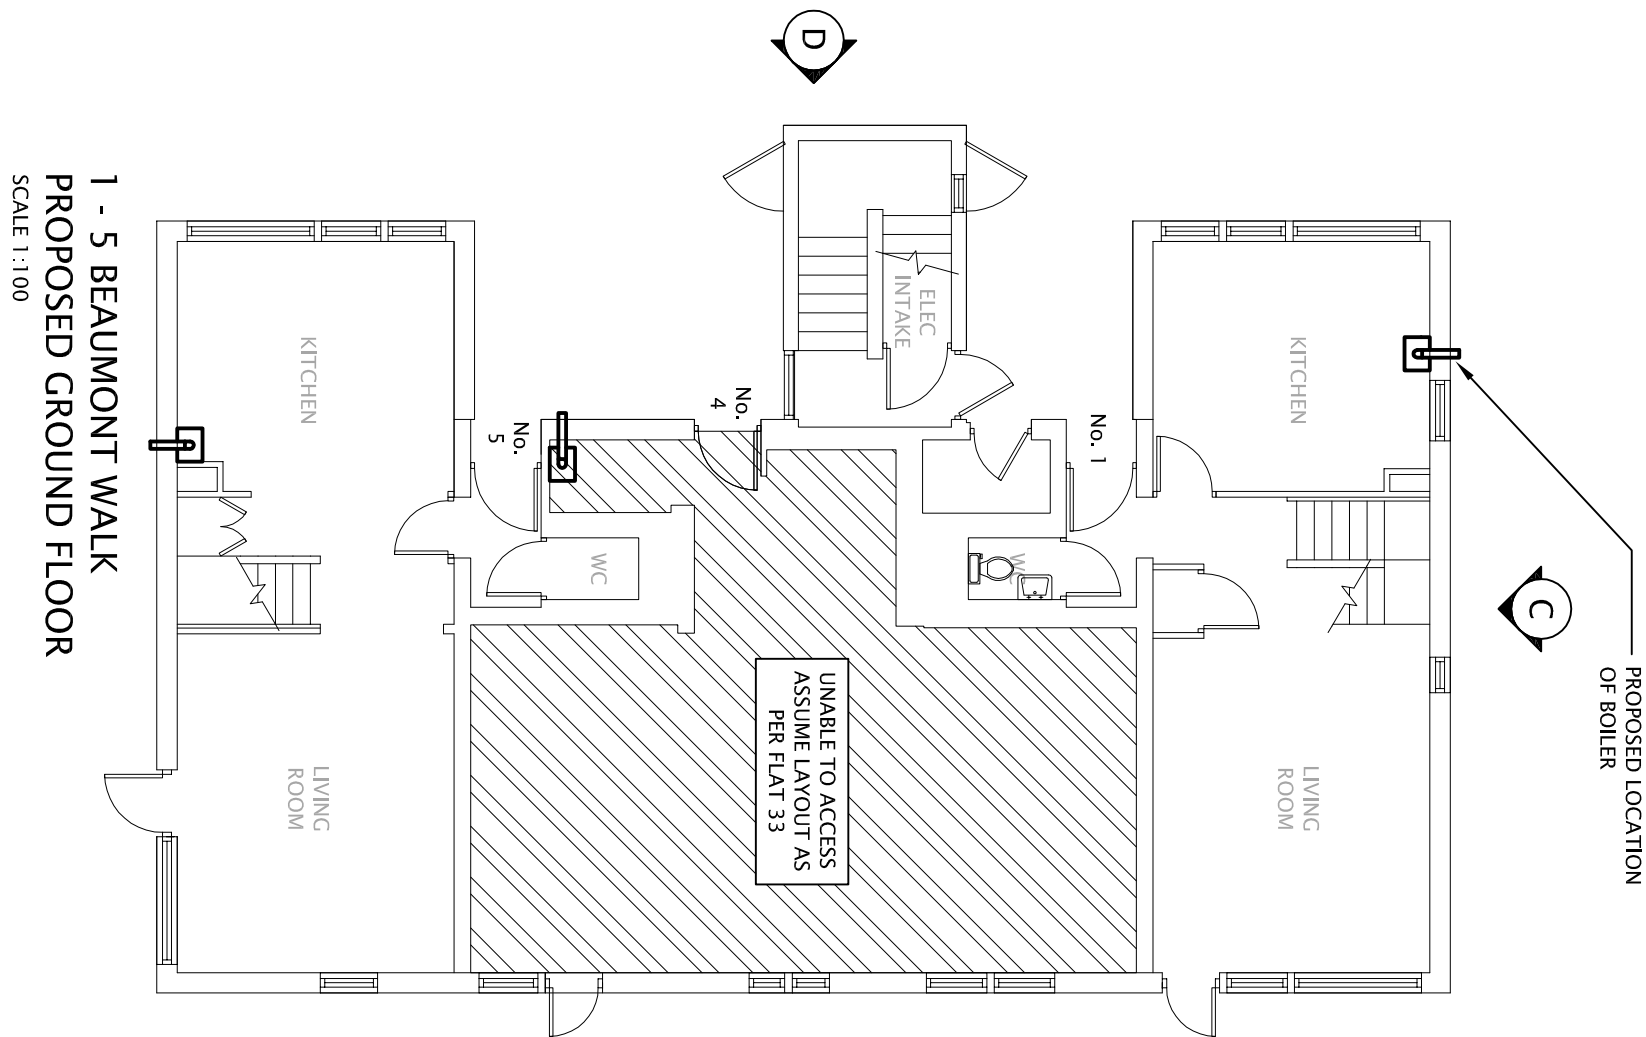 1 - 5 BEAUMONT WALK
PROPOSED GROUND FLOOR
SCALE 1:100
PROPOSED LOCATION
OF BOILER
D
C
KITCHEN
LIVING
ROOM
No.
5
WC
No.
4
ELEC
INTAKE
UNABLE TO ACCESS
ASSUME LAYOUT AS
PER FLAT 33
No. 1
WC
KITCHEN
LIVING
ROOM